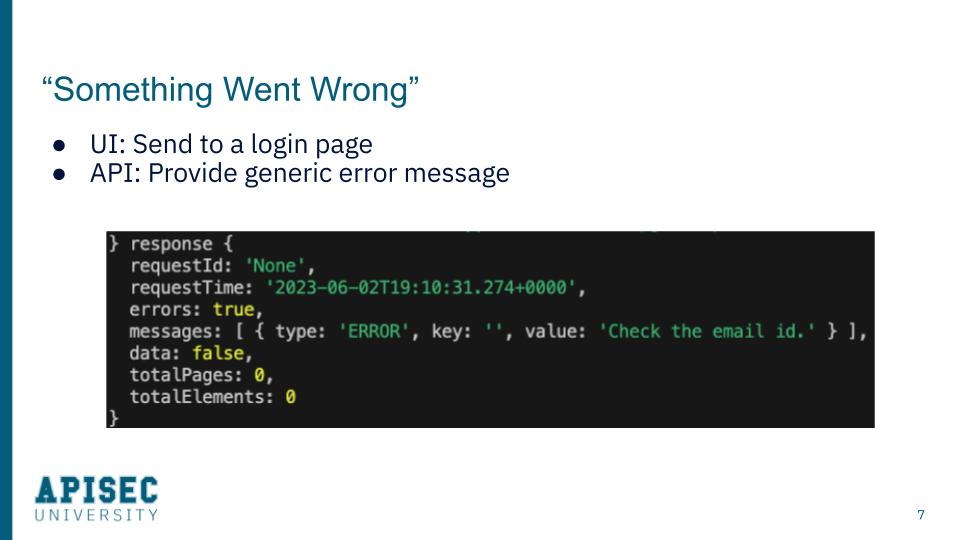 “Something Went Wrong”
● UI: Send to a login page
● API: Provide generic error message
} response {
requestId: 'None',
requestTime: '2023-06-02T19:10:31.274+0000',
errors: true,
messages: [ { type: 'ERROR', key: '', value: 'Check the email id.' } ],
data: false,
totalPages: 0,
totalElements: 0
}
APISEC
UNIVERSITY
7